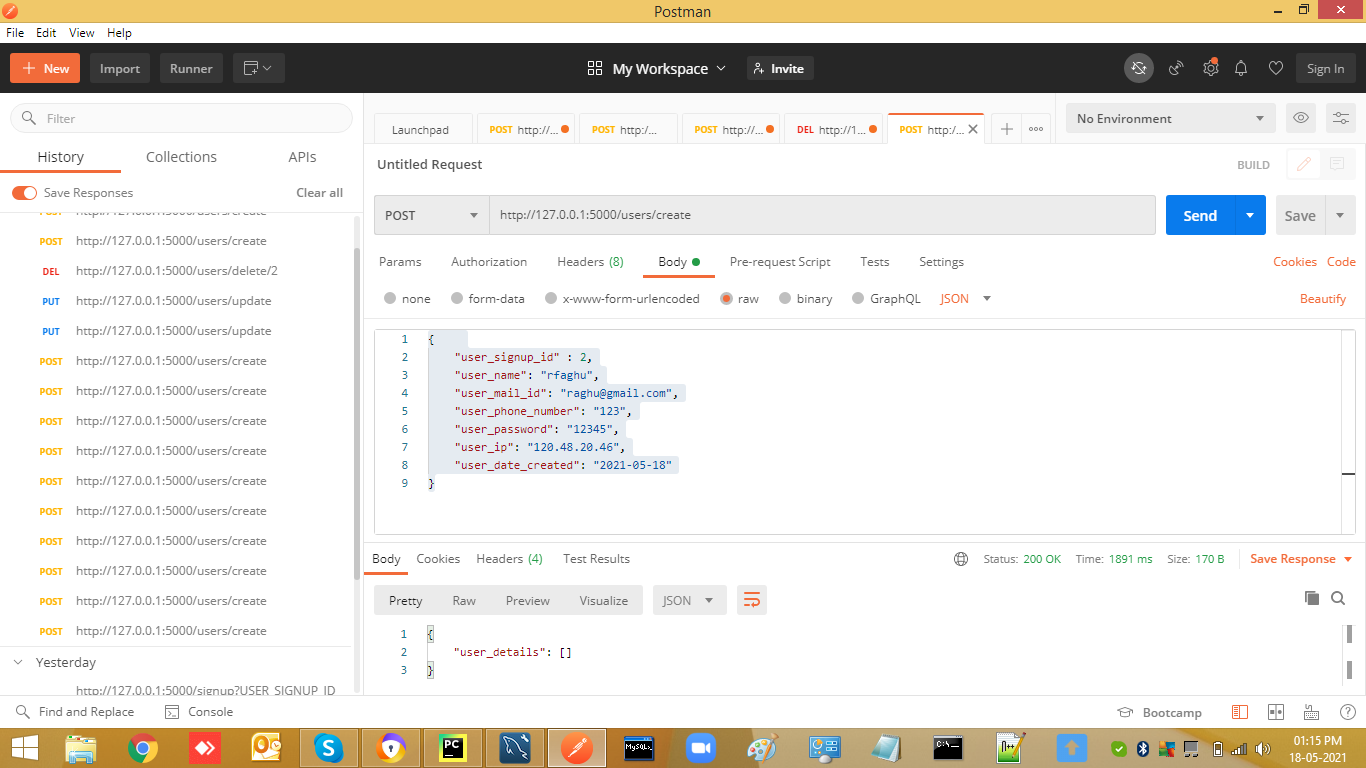 Postman
File Edit View Help
New Import Runner My Workspace Invite Sign In
Filter
Launchpad POST http://... POST http:/... POST http://... DEL http://1... POST http:/... No Environment
History Collections APIs
Untitled Request BUILD
Save Responses Clear all
POST http://127.0.0.1:5000/users/create
POST http://127.0.0.1:5000/users/create
DEL http://127.0.0.1:5000/users/delete/2
PUT http://127.0.0.1:5000/users/update
PUT http://127.0.0.1:5000/users/update
POST http://127.0.0.1:5000/users/create
POST http://127.0.0.1:5000/users/create
POST http://127.0.0.1:5000/users/create
POST http://127.0.0.1:5000/users/create
POST http://127.0.0.1:5000/users/create
POST http://127.0.0.1:5000/users/create
POST http://127.0.0.1:5000/users/create
POST http://127.0.0.1:5000/users/create
POST http://127.0.0.1:5000/users/create
POST http://127.0.0.1:5000/users/create
Yesterday
http://127.0.0.1:5000/signup?USER_SIGNUP_ID
POST http://127.0.0.1:5000/users/create Send Save
Params Authorization Headers (8) Body Pre-request Script Tests Settings Cookies Code
none form-data x-www-form-urlencoded raw binary GraphQL JSON Beautify
1 {
2 "user_signup_id" : 2,
3 "user_name": "rfaghu",
4 "user_mail_id": "raghu@gmail.com",
5 "user_phone_number": "123",
6 "user_password": "12345",
7 "user_ip": "120.48.20.46",
8 "user_date_created": "2021-05-18"
9 }
Body Cookies Headers (4) Test Results Status: 200 OK Time: 1891 ms Size: 170 B Save Response
Pretty Raw Preview Visualize JSON
1 {
2 "user_details": []
3 }
Find and Replace Console Bootcamp
PC MySQL C:\
01:15 PM
18-05-2021